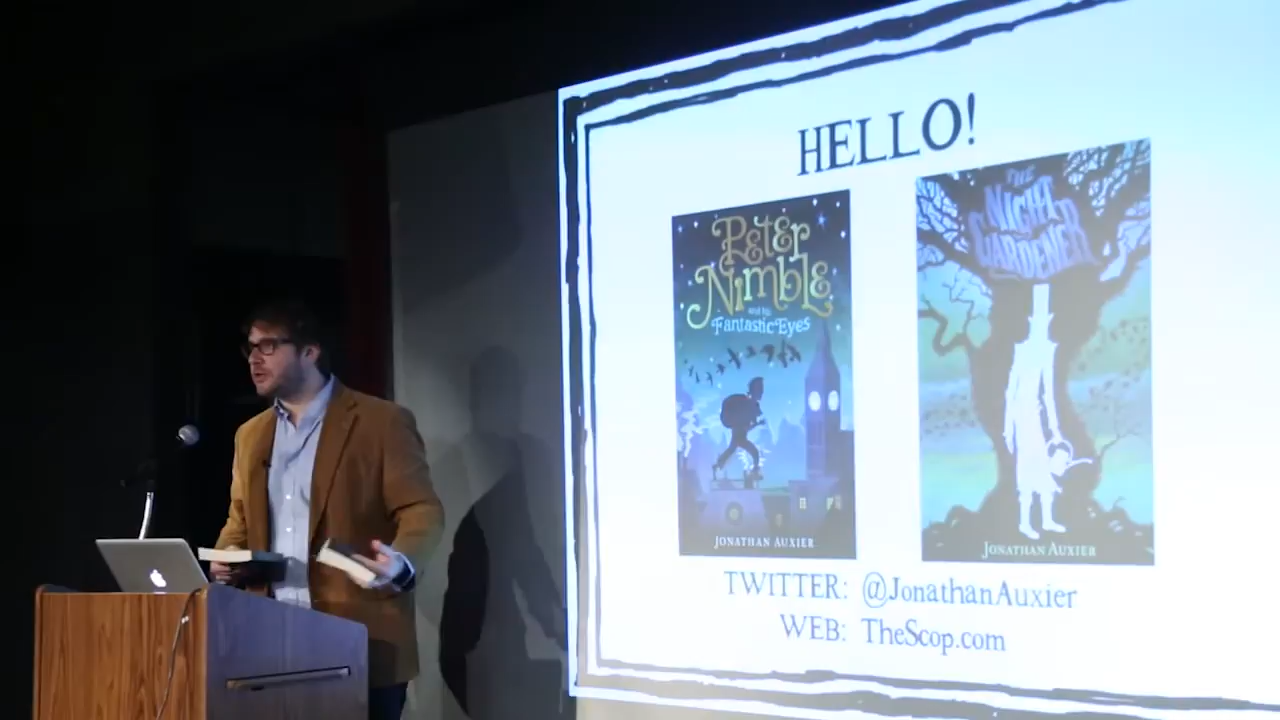 HELLO!
Peter
Nimble
and his
Fantastic Eyes
JONATHAN AUXIER
THE
NIGHT
GARDENER
JONATHAN AUXIER
TWITTER: @JonathanAuxier
WEB: TheScop.com